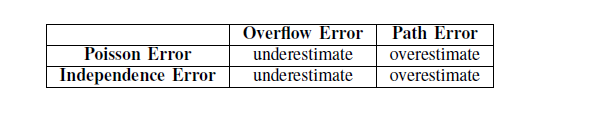 Overflow Error Path Error
Poisson Error underestimate overestimate
Independence Error underestimate overestimate